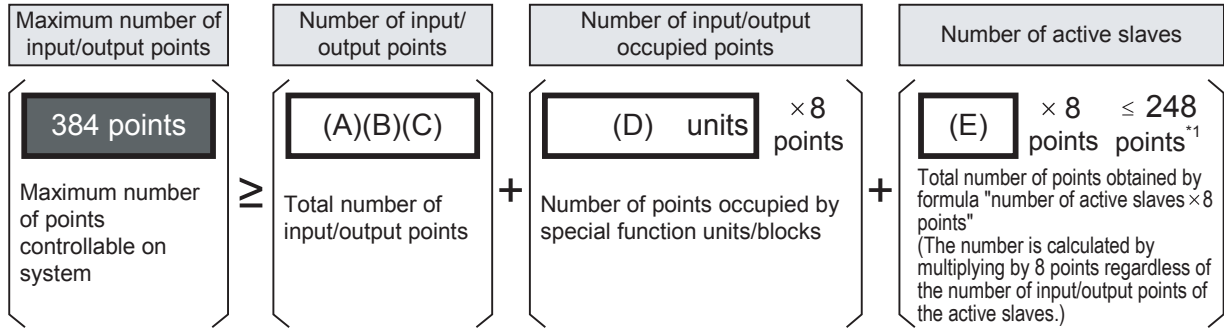 Maximum number of
input/output points
Number of input/
output points
Number of input/output
occupied points
Number of active slaves
384 points
Maximum number
of points
controllable on
system
≥
(A)(B)(C)
Total number of
input/output points
+
(D) units
×8
points
Number of points occupied by
special function units/blocks
+
(E)
× 8
points
≤ 248
points*1
Total number of points obtained by
formula "number of active slaves×8
points"
(The number is calculated by
multiplying by 8 points regardless of
the number of input/output points of
the active slaves.)